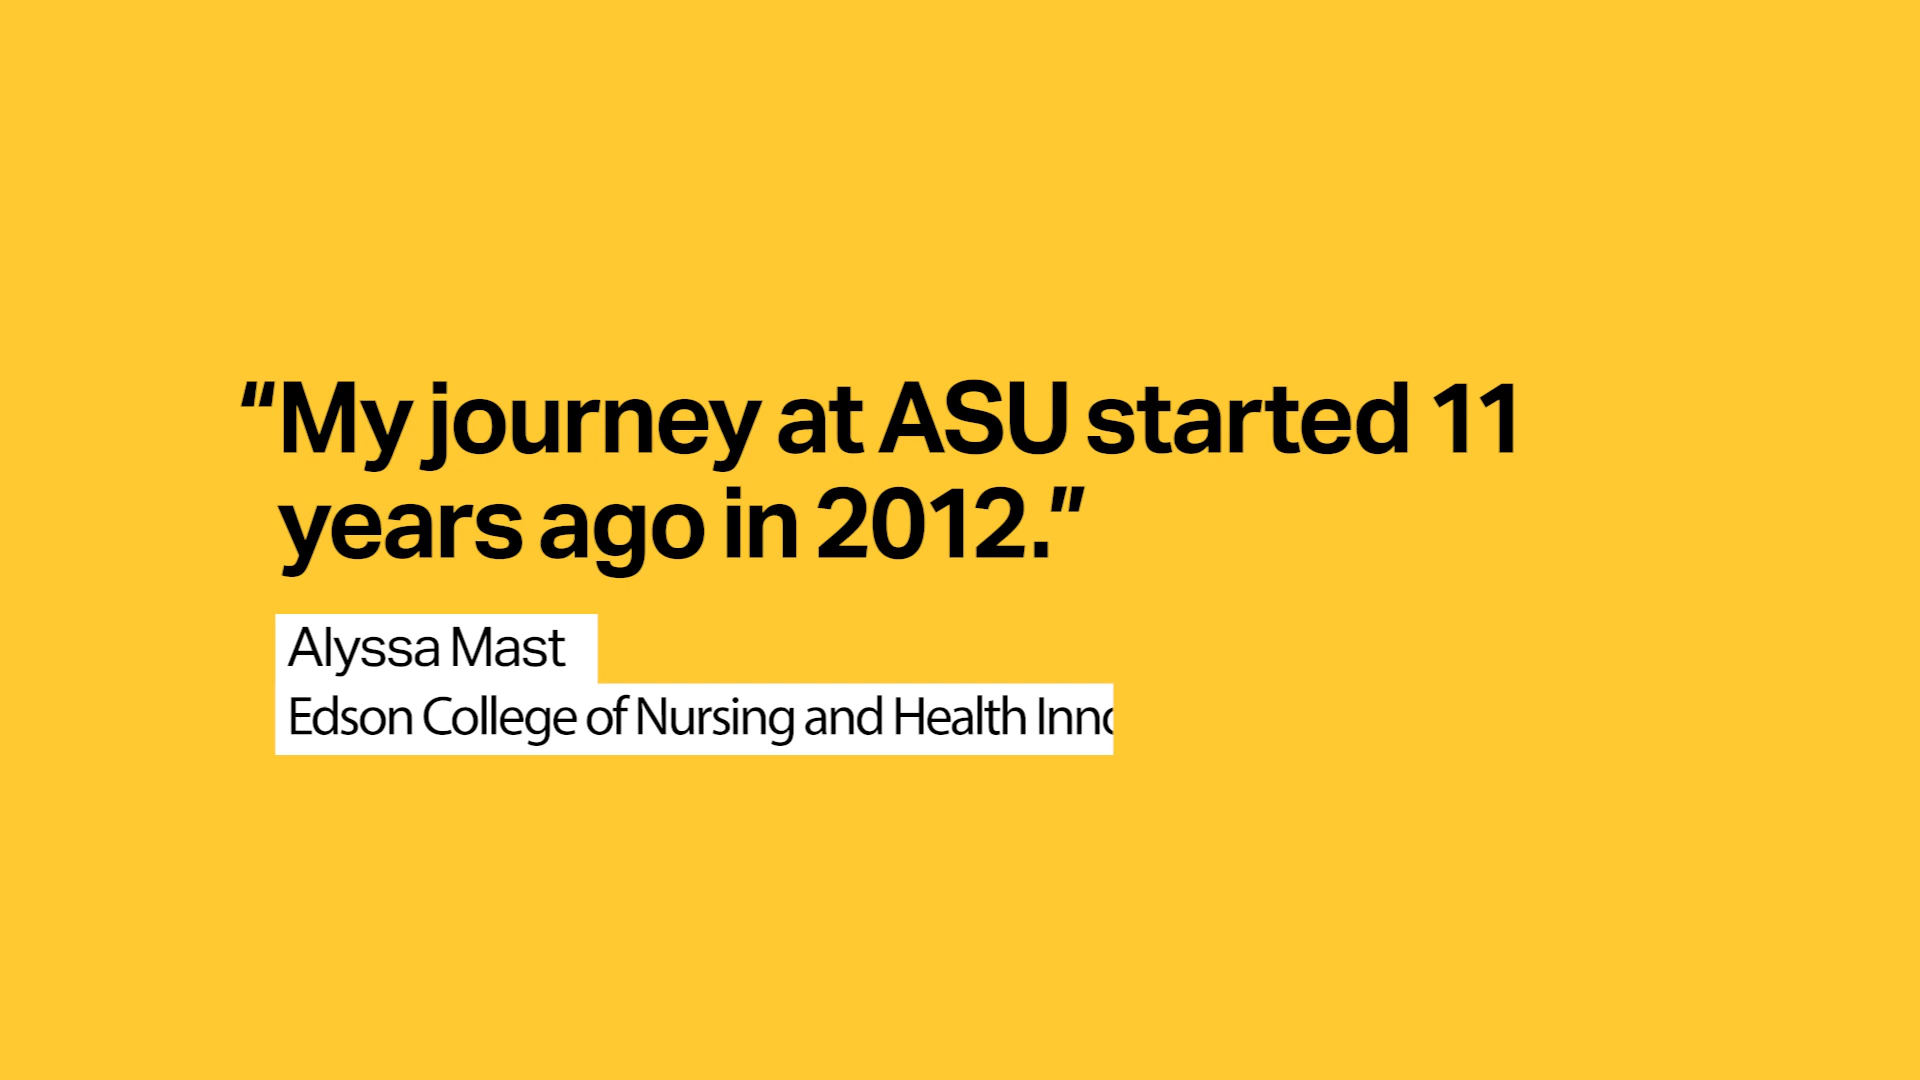 “My journey at ASU started 11
years ago in 2012.”
Alyssa Mast
Edson College of Nursing and Health